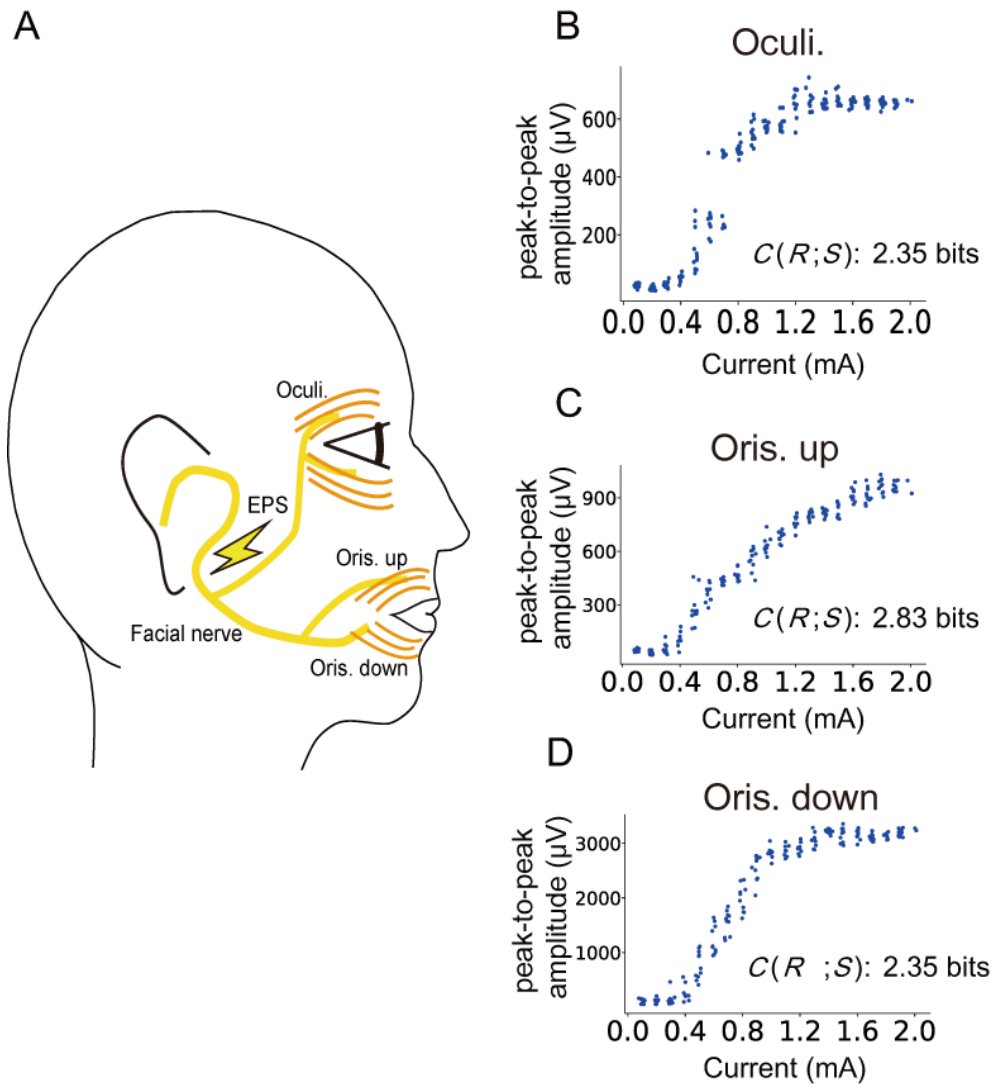 A
Oculi.
EPS
Oris. up
Facial nerve
Oris. down
B
Oculi.
peak-to-peak
amplitude (µV)
600
400
200
C(R;S): 2.35 bits
0.0 0.4 0.8 1.2 1.6 2.0
Current (mA)
C
Oris. up
peak-to-peak
amplitude (µV)
900
600
300
C(R;S): 2.83 bits
0.0 0.4 0.8 1.2 1.6 2.0
Current (mA)
D
Oris. down
peak-to-peak
amplitude (µV)
3000
2000
1000
C(R ;S): 2.35 bits
0.0 0.4 0.8 1.2 1.6 2.0
Current (mA)